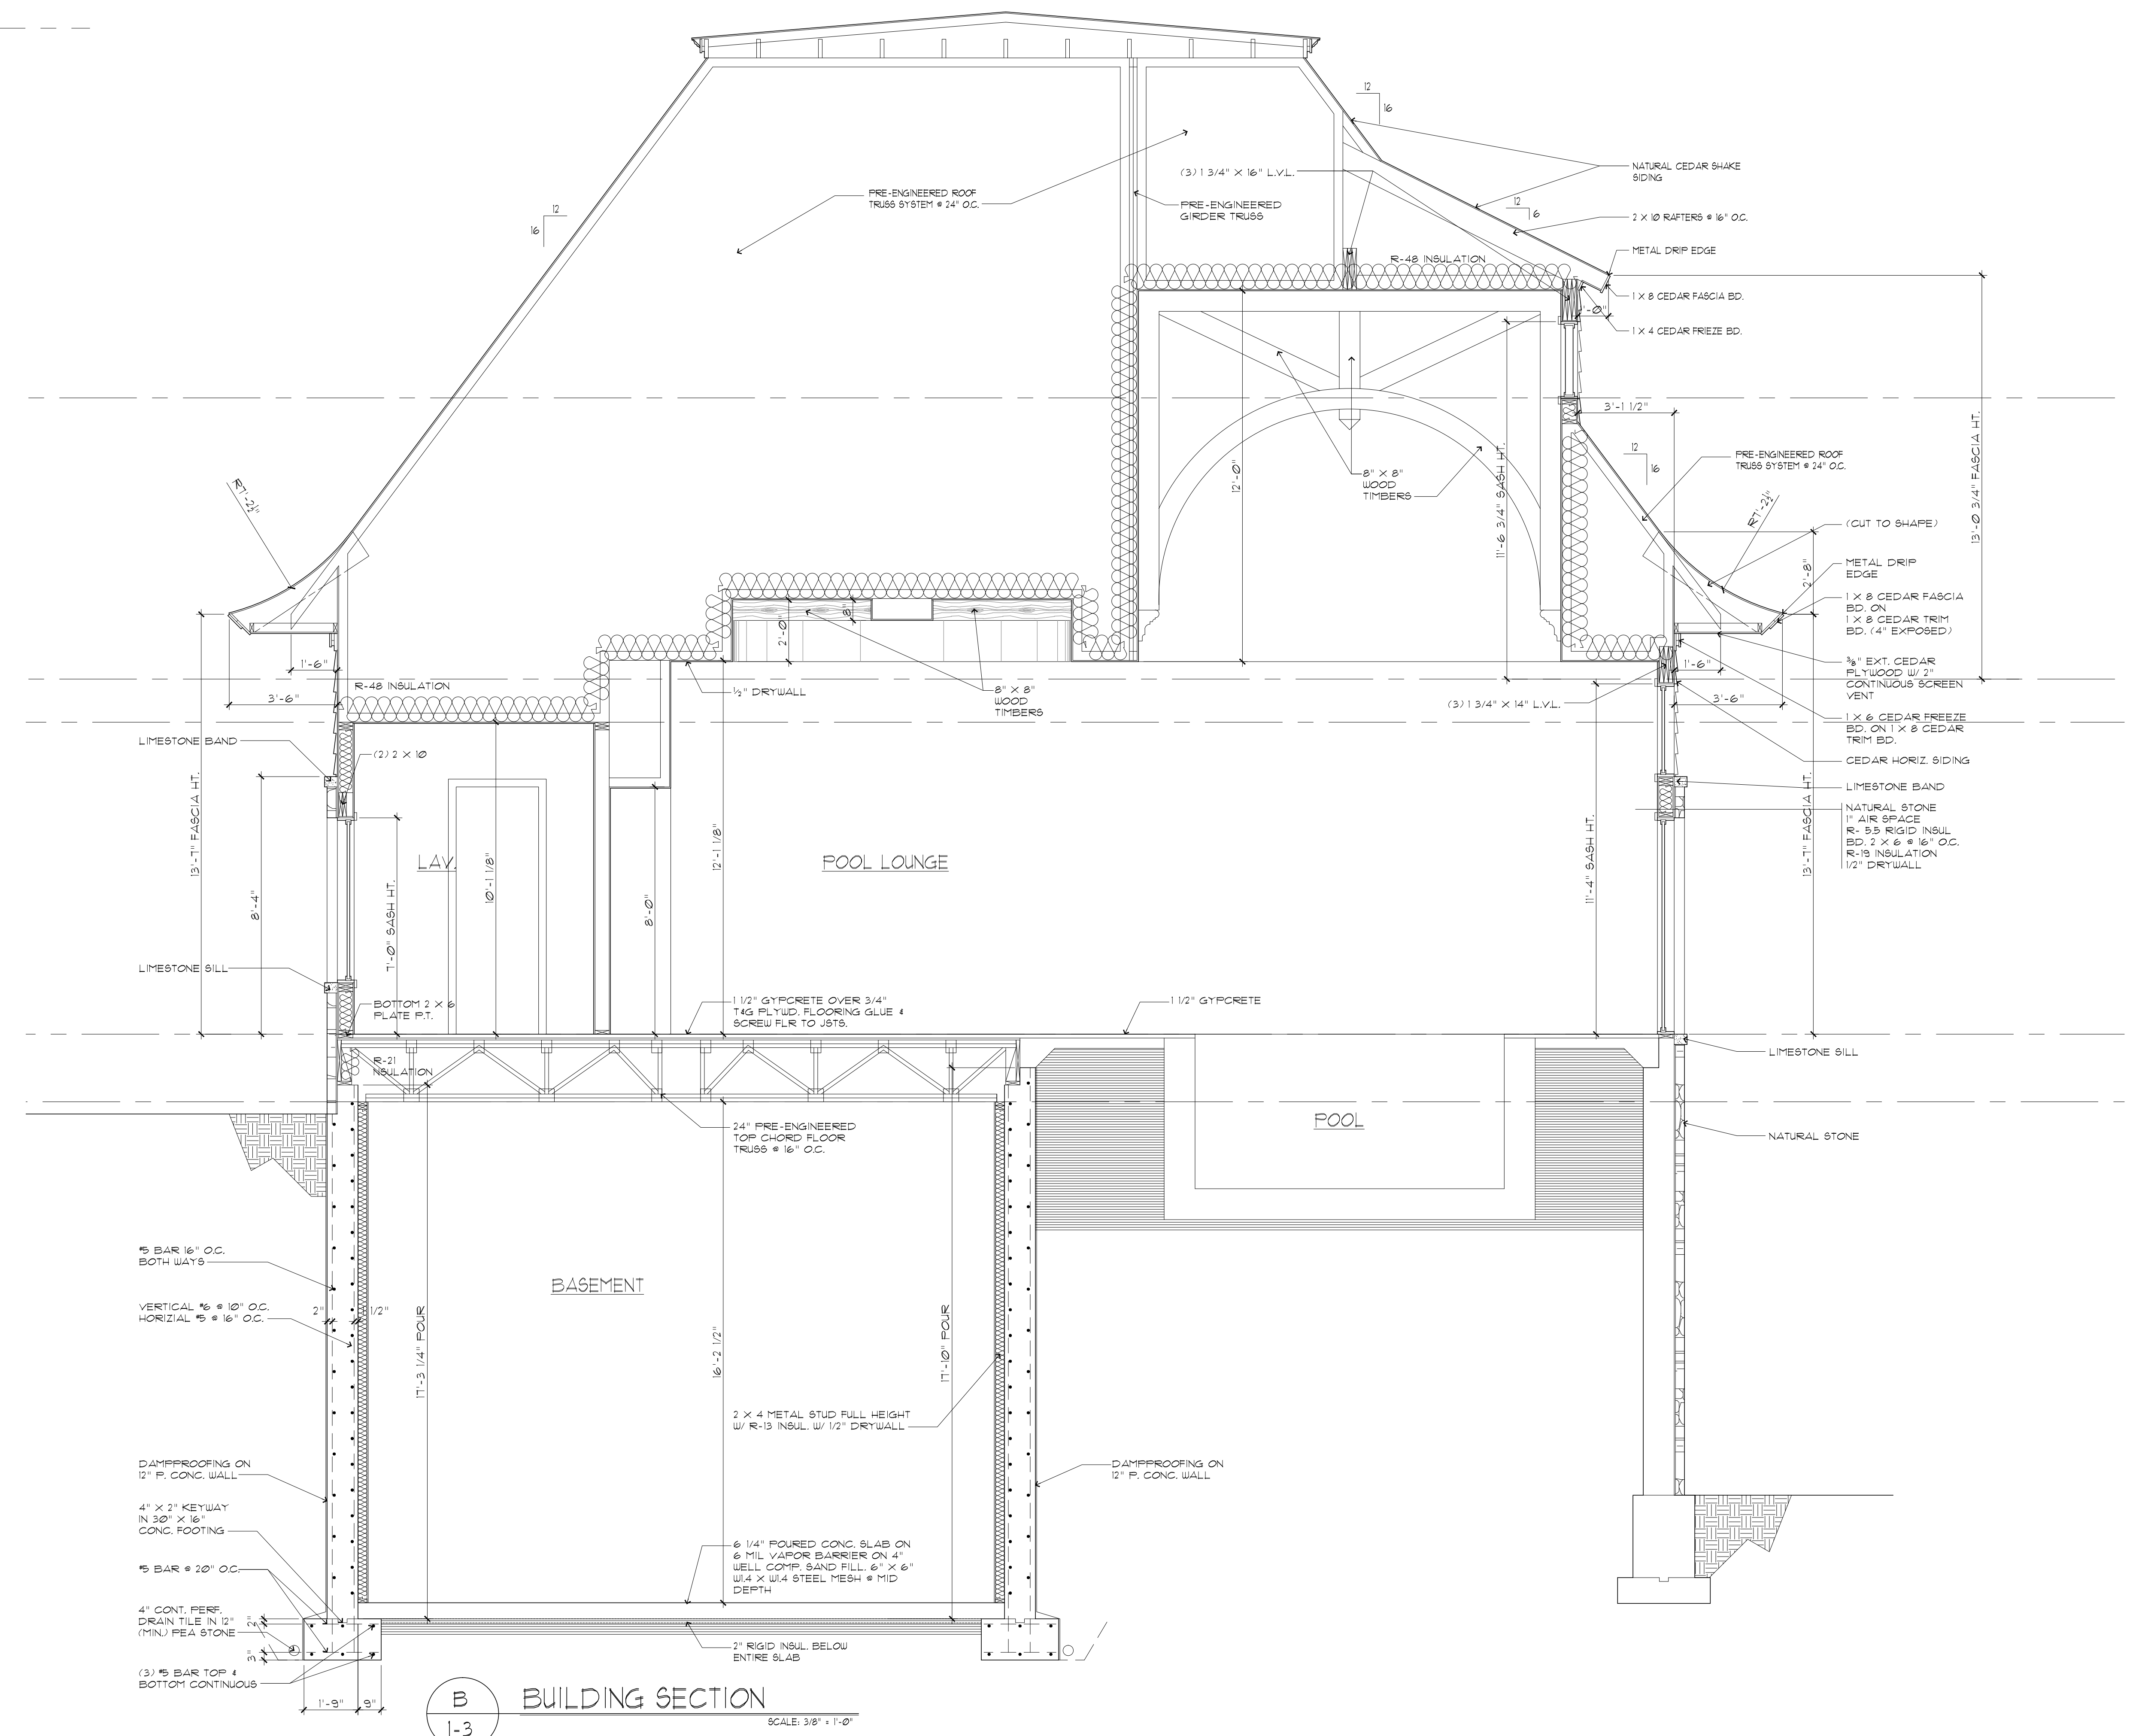 12
16
NATURAL CEDAR SHAKE
SIDING
(3) 1 3/4" X 16" L.V.L.
PRE-ENGINEERED ROOF
TRUSS SYSTEM @ 24" O.C.
PRE-ENGINEERED
GIRDER TRUSS
12
16
12
6
2 X 10 RAFTERS @ 16" O.C.
METAL DRIP EDGE
R-48 INSULATION
1 X 8 CEDAR FASCIA BD.
1'-0"
1 X 4 CEDAR FRIEZE BD.
3'-1 1/2"
13'-0 3/4" FASCIA HT.
12
16
PRE-ENGINEERED ROOF
TRUSS SYSTEM @ 24" O.C.
12'-0"
11'-6 3/4" SASH HT.
8" X 8"
WOOD
TIMBERS
R7'-2½"
R7'-2½"
(CUT TO SHAPE)
2'-8"
METAL DRIP
EDGE
1 X 8 CEDAR FASCIA
BD. ON
1 X 8 CEDAR TRIM
BD. (4" EXPOSED)
2'-0"
8"
1'-6"
3'-6"
R-48 INSULATION
½" DRYWALL
8" X 8"
WOOD
TIMBERS
(3) 1 3/4" X 14" L.V.L.
1'-6"
3'-6"
⅜" EXT. CEDAR
PLYWOOD W/ 2"
CONTINUOUS SCREEN
VENT
1 X 6 CEDAR FREEZE
BD. ON 1 X 8 CEDAR
TRIM BD.
CEDAR HORIZ. SIDING
LIMESTONE BAND
NATURAL STONE
1" AIR SPACE
R- 5.5 RIGID INSUL
BD. 2 X 6 @ 16" O.C.
R-19 INSULATION
1/2" DRYWALL
LIMESTONE BAND
(2) 2 X 10
13'-7" FASCIA HT.
8'-4"
7'-0" SASH HT.
LAV.
10'-1 1/8"
8'-0"
12'-1 1/8"
POOL LOUNGE
11'-4" SASH HT.
13'-7" FASCIA HT.
LIMESTONE SILL
BOTTOM 2 X 6
PLATE P.T.
1 1/2" GYPCRETE OVER 3/4"
T&G PLYWD. FLOORING GLUE &
SCREW FLR TO JSTS.
1 1/2" GYPCRETE
R-21
INSULATION
LIMESTONE SILL
24" PRE-ENGINEERED
TOP CHORD FLOOR
TRUSS @ 16" O.C.
POOL
NATURAL STONE
#5 BAR 16" O.C.
BOTH WAYS
BASEMENT
VERTICAL #6 @ 10" O.C.
HORIZIAL #5 @ 16" O.C.
2"
1/2"
17'-3 1/4" POUR
16'-2 1/2"
17'-10" POUR
2 X 4 METAL STUD FULL HEIGHT
W/ R-13 INSUL. W/ 1/2" DRYWALL
DAMPPROOFING ON
12" P. CONC. WALL
DAMPPROOFING ON
12" P. CONC. WALL
4" X 2" KEYWAY
IN 30" X 16"
CONC. FOOTING
#5 BAR @ 20" O.C.
6 1/4" POURED CONC. SLAB ON
6 MIL VAPOR BARRIER ON 4"
WELL COMP. SAND FILL. 6" X 6"
W1.4 X W1.4 STEEL MESH @ MID
DEPTH
4" CONT. PERF.
DRAIN TILE IN 12"
(MIN.) PEA STONE
2"
3"
2" RIGID INSUL. BELOW
ENTIRE SLAB
(3) #5 BAR TOP &
BOTTOM CONTINUOUS
1'-9"
9"
B
1-3
BUILDING SECTION
SCALE: 3/8" = 1'-0"